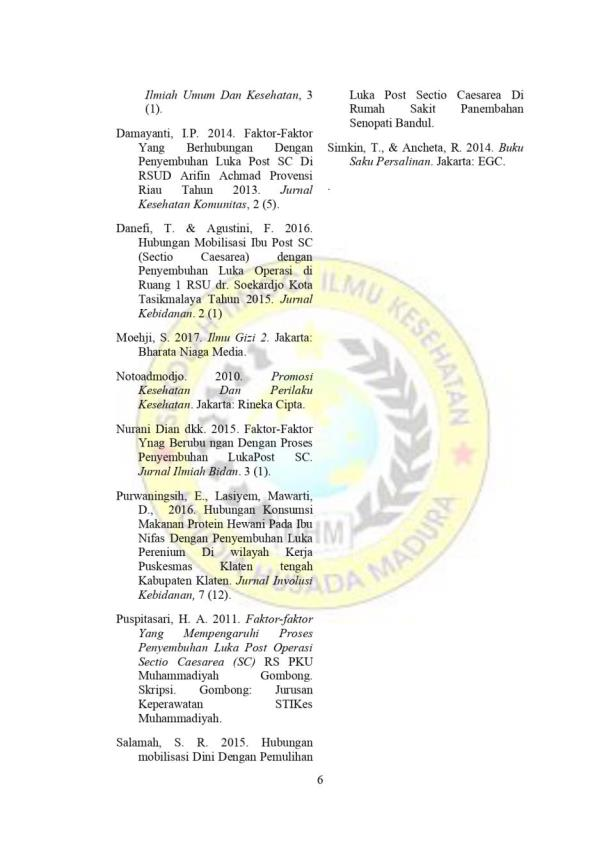 Ilmiah Umum Dan Kesehatan, 3
(1).
Damayanti, I.P. 2014. Faktor-Faktor
Yang Berhubungan Dengan
Penyembuhan Luka Post SC Di
RSUD Arifin Achmad Provensi
Riau Tahun 2013. Jurnal
Kesehatan Komunitas, 2 (5).
Danefi, T. & Agustini, F. 2016.
Hubungan Mobilisasi Ibu Post SC
(Sectio Caesarea) dengan
Penyembuhan Luka Operasi di
Ruang 1 RSU dr. Soekardjo Kota
Tasikmalaya Tahun 2015. Jurnal
Kebidanan. 2 (1)
Moehji, S. 2017. Ilmu Gizi 2. Jakarta:
Bharata Niaga Media.
Notoadmodjo. 2010. Promosi
Kesehatan Dan Perilaku
Kesehatan. Jakarta: Rineka Cipta.
Nurani Dian dkk. 2015. Faktor-Faktor
Ynag Berubu ngan Dengan Proses
Penyembuhan LukaPost SC.
Jurnal Ilmiah Bidan. 3 (1).
Purwaningsih, E., Lasiyem, Mawarti,
D., 2016. Hubungan Konsumsi
Makanan Protein Hewani Pada Ibu
Nifas Dengan Penyembuhan Luka
Perenium Di wilayah Kerja
Puskesmas Klaten tengah
Kabupaten Klaten. Jurnal Involusi
Kebidanan, 7 (12).
Puspitasari, H. A. 2011. Faktor-faktor
Yang Mempengaruhi Proses
Penyembuhan Luka Post Operasi
Sectio Caesarea (SC) RS PKU
Muhammadiyah Gombong.
Skripsi. Gombong: Jurusan
Keperawatan STIKes
Muhammadiyah.
Salamah, S. R. 2015. Hubungan
mobilisasi Dini Dengan Pemulihan
Luka Post Sectio Caesarea Di
Rumah Sakit Panembahan
Senopati Bandul.
Simkin, T., & Ancheta, R. 2014. Buku
Saku Persalinan. Jakarta: EGC.
.
ILMU KESEHATAN
HUSADA MADURA
6